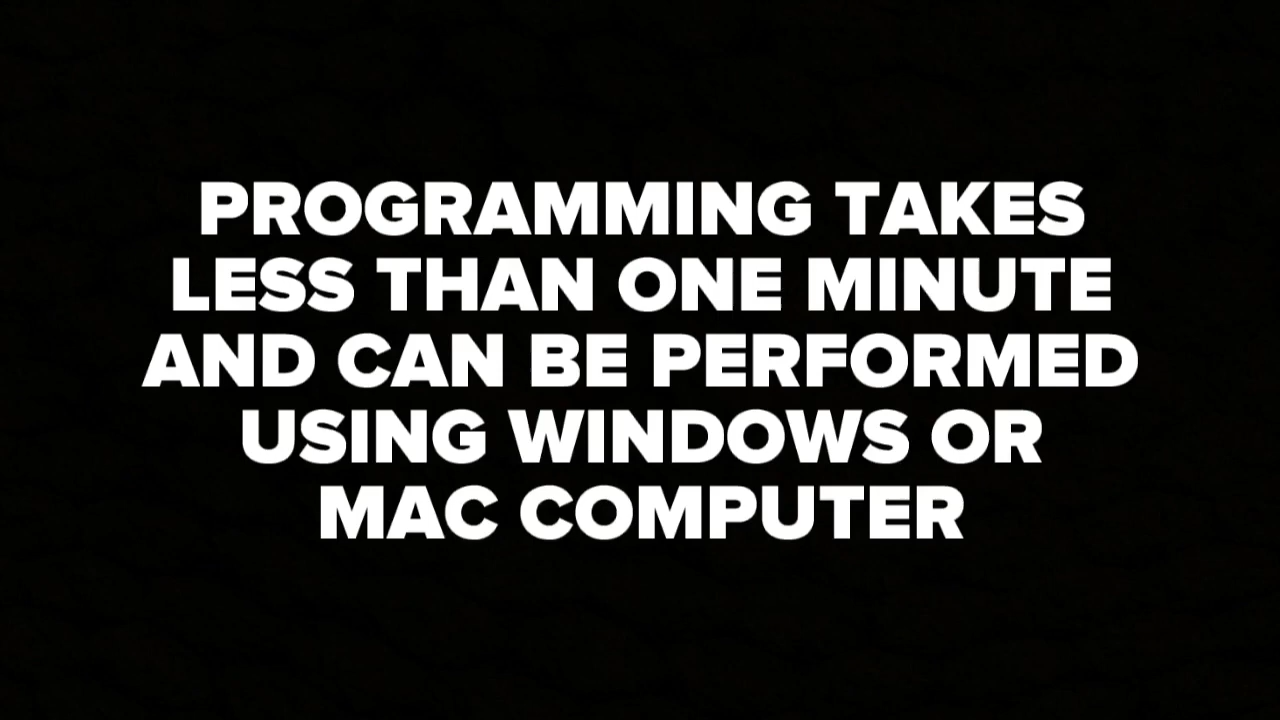 PROGRAMMING TAKES
LESS THAN ONE MINUTE
AND CAN BE PERFORMED
USING WINDOWS OR
MAC COMPUTER